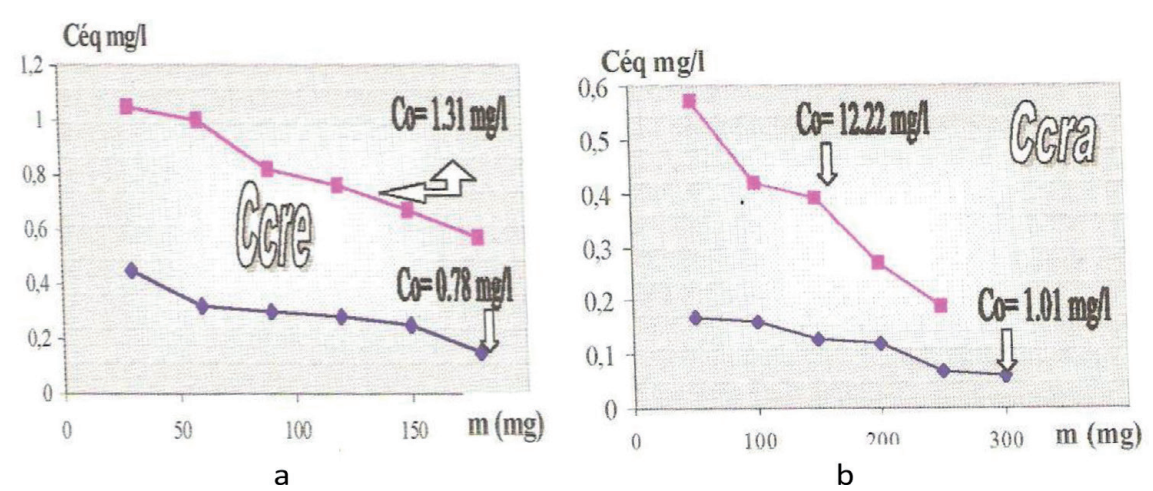 Céq mg/l
1,2
1
0,8
0,6
0,4
0,2
0
0
50
100
150
m (mg)
Co= 1.31 mg/l
Ccre
Co= 0.78 mg/l
a
Céq mg/l
0,6
0,5
0,4
0,3
0,2
0,1
0
0
100
200
300
m (mg)
Co= 12.22 mg/l
Ccra
Co= 1.01 mg/l
b